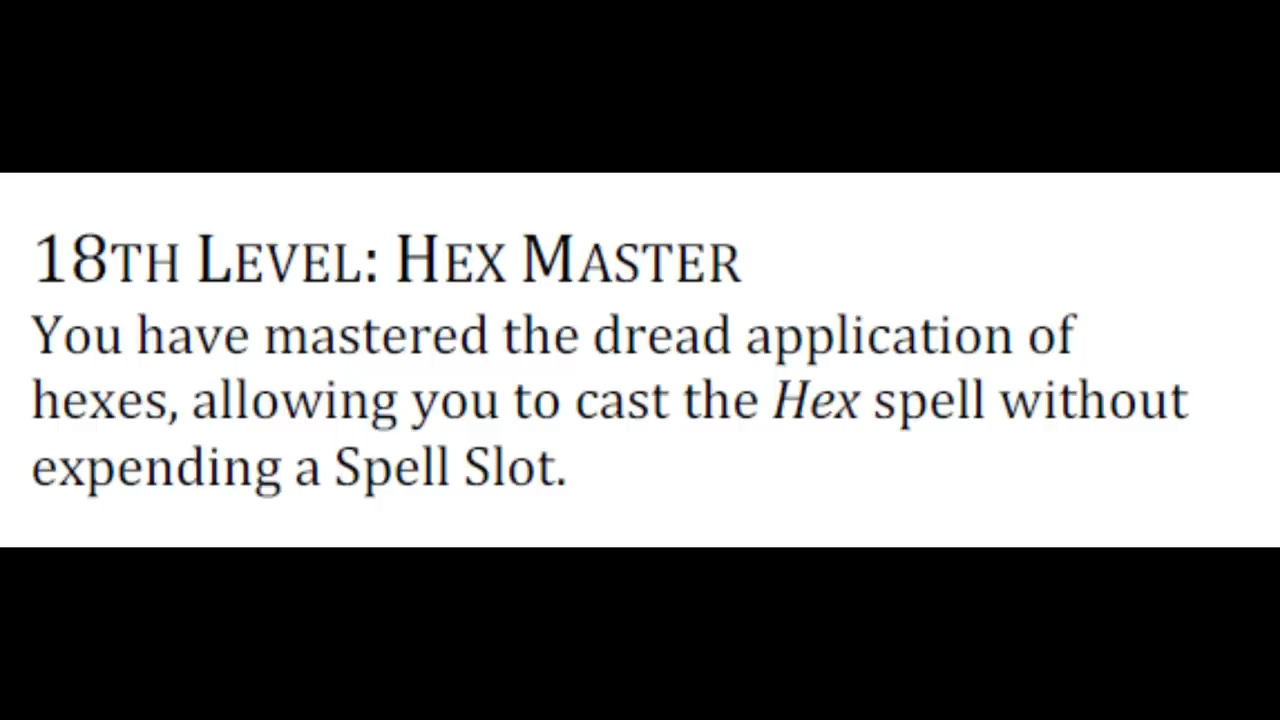 18TH LEVEL: HEX MASTER
You have mastered the dread application of
hexes, allowing you to cast the Hex spell without
expending a Spell Slot.